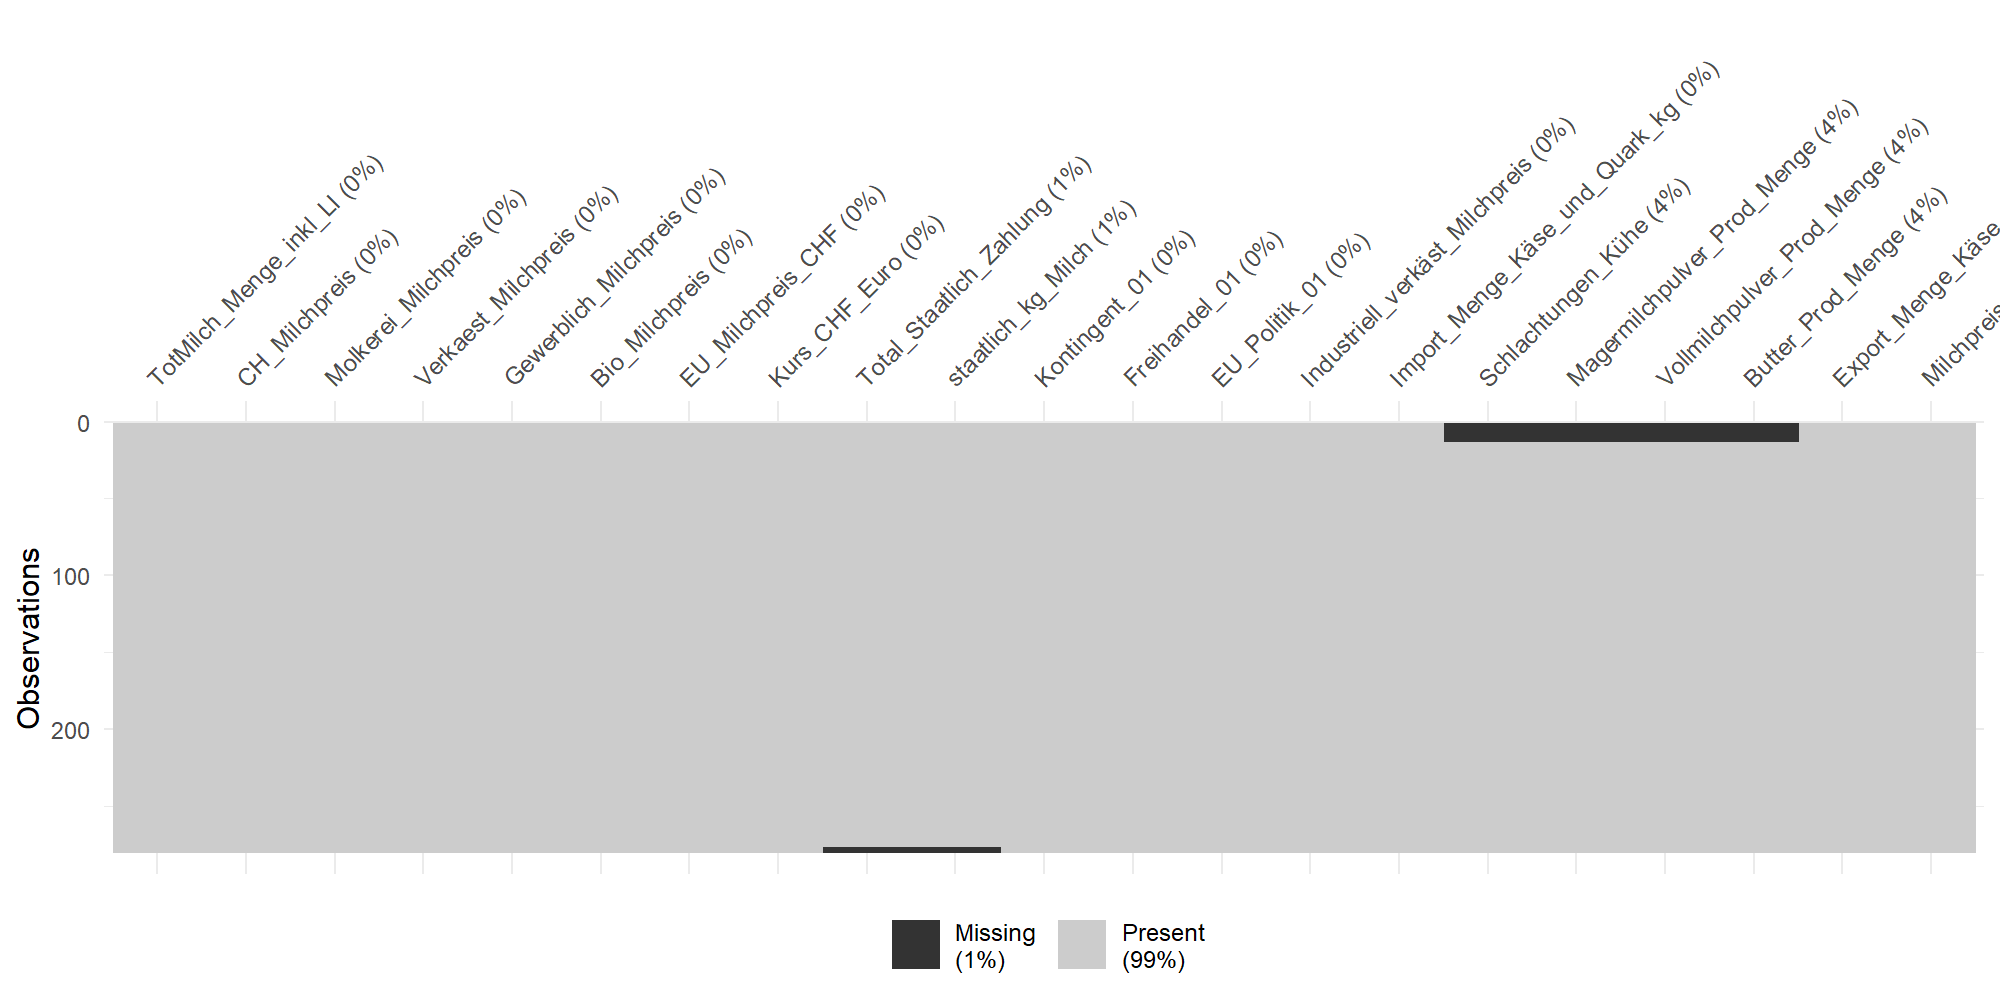 TotMilch_Menge_inkl_LI (0%)
CH_Milchpreis (0%)
Molkerei_Milchpreis (0%)
Verkaest_Milchpreis (0%)
Gewerblich_Milchpreis (0%)
Bio_Milchpreis (0%)
EU_Milchpreis_CHF (0%)
Kurs_CHF_Euro (0%)
Total_Staatlich_Zahlung (1%)
staatlich_kg_Milch (1%)
Kontingent_01 (0%)
Freihandel_01 (0%)
EU_Politik_01 (0%)
Industriell_verkäst_Milchpreis (0%)
Import_Menge_Käse_und_Quark_kg (0%)
Schlachtungen_Kühe (4%)
Magermilchpulver_Prod_Menge (4%)
Vollmilchpulver_Prod_Menge (4%)
Butter_Prod_Menge (4%)
Export_Menge_Käse
Milchpreis
0
100
200
Observations
Missing
(1%)
Present
(99%)